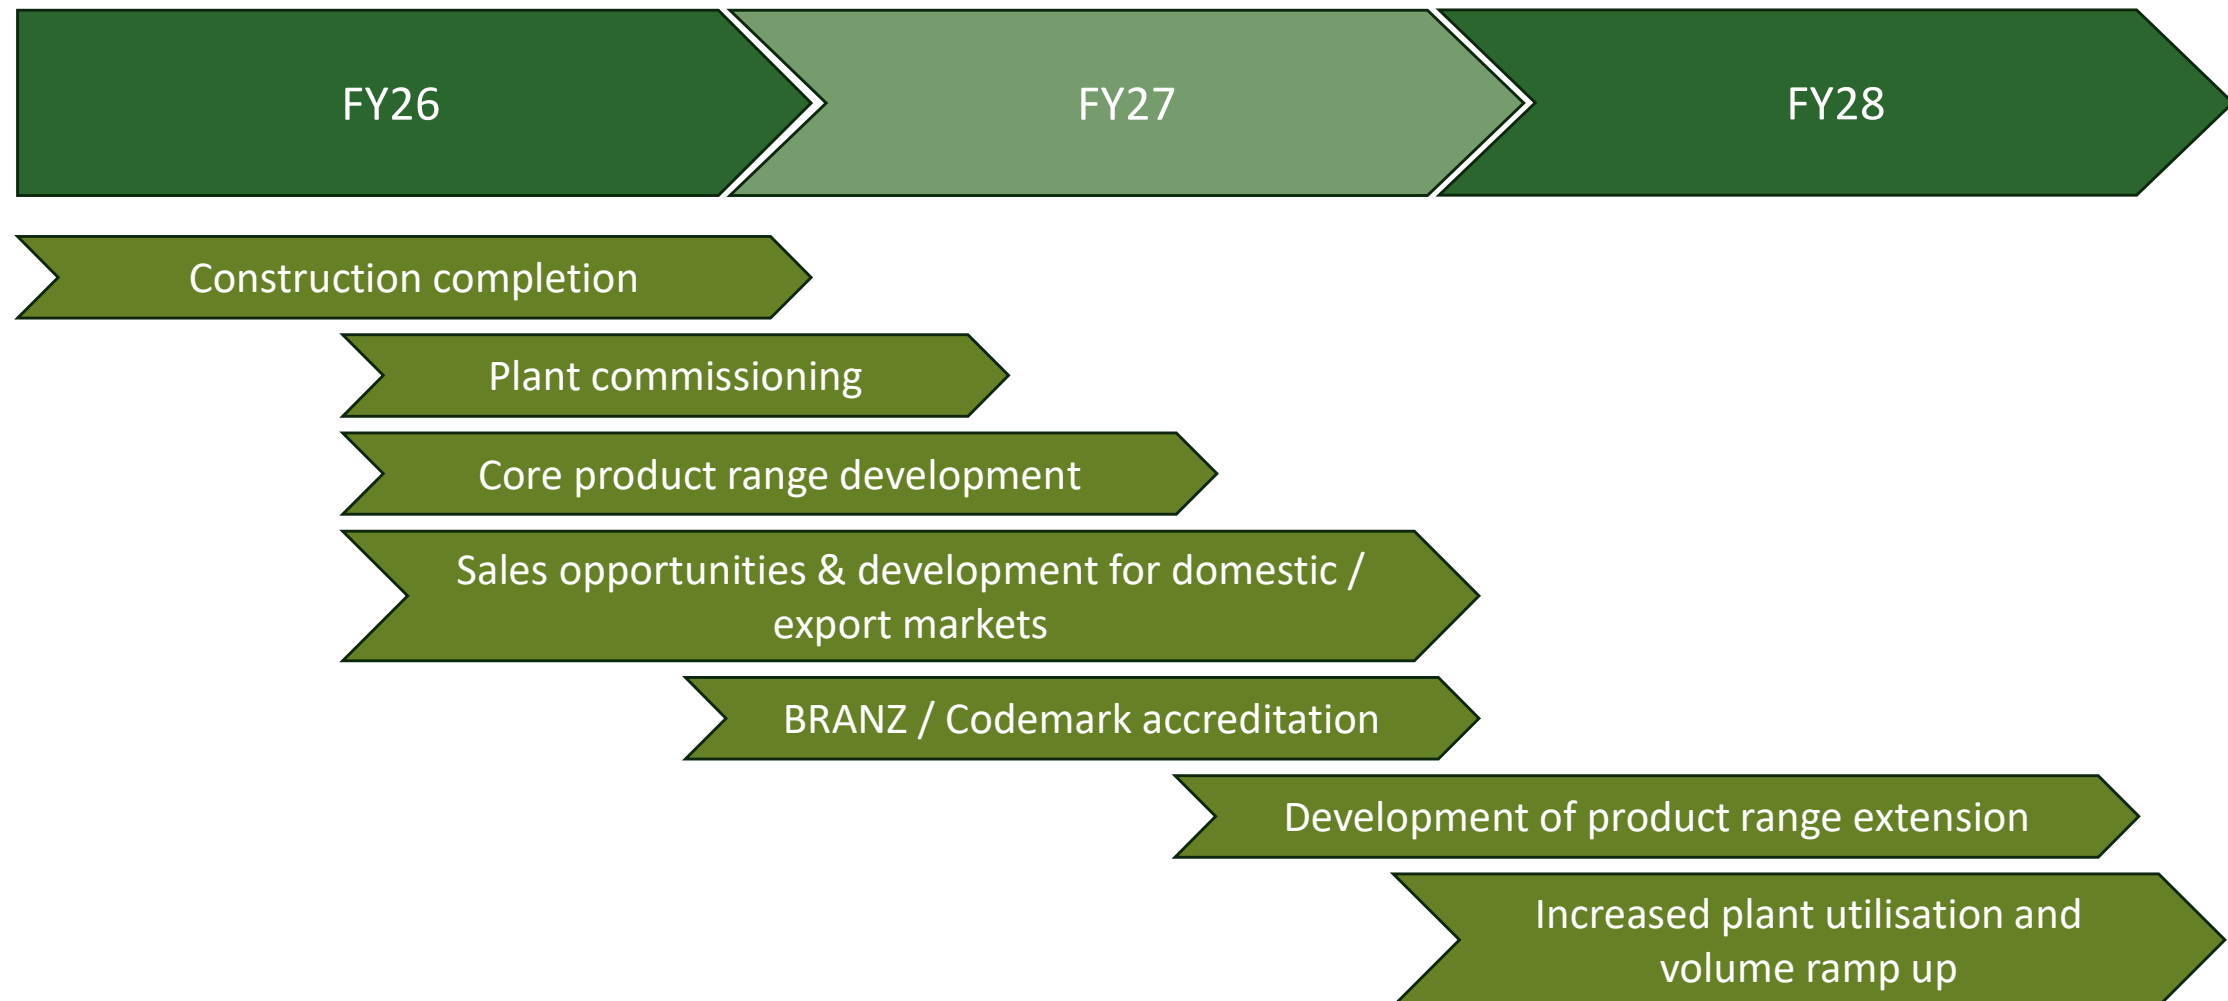 FY26
FY27
FY28
Construction completion
Plant commissioning
Core product range development
Sales opportunities & development for domestic /
export markets
BRANZ / Codemark accreditation
Development of product range extension
Increased plant utilisation and
volume ramp up